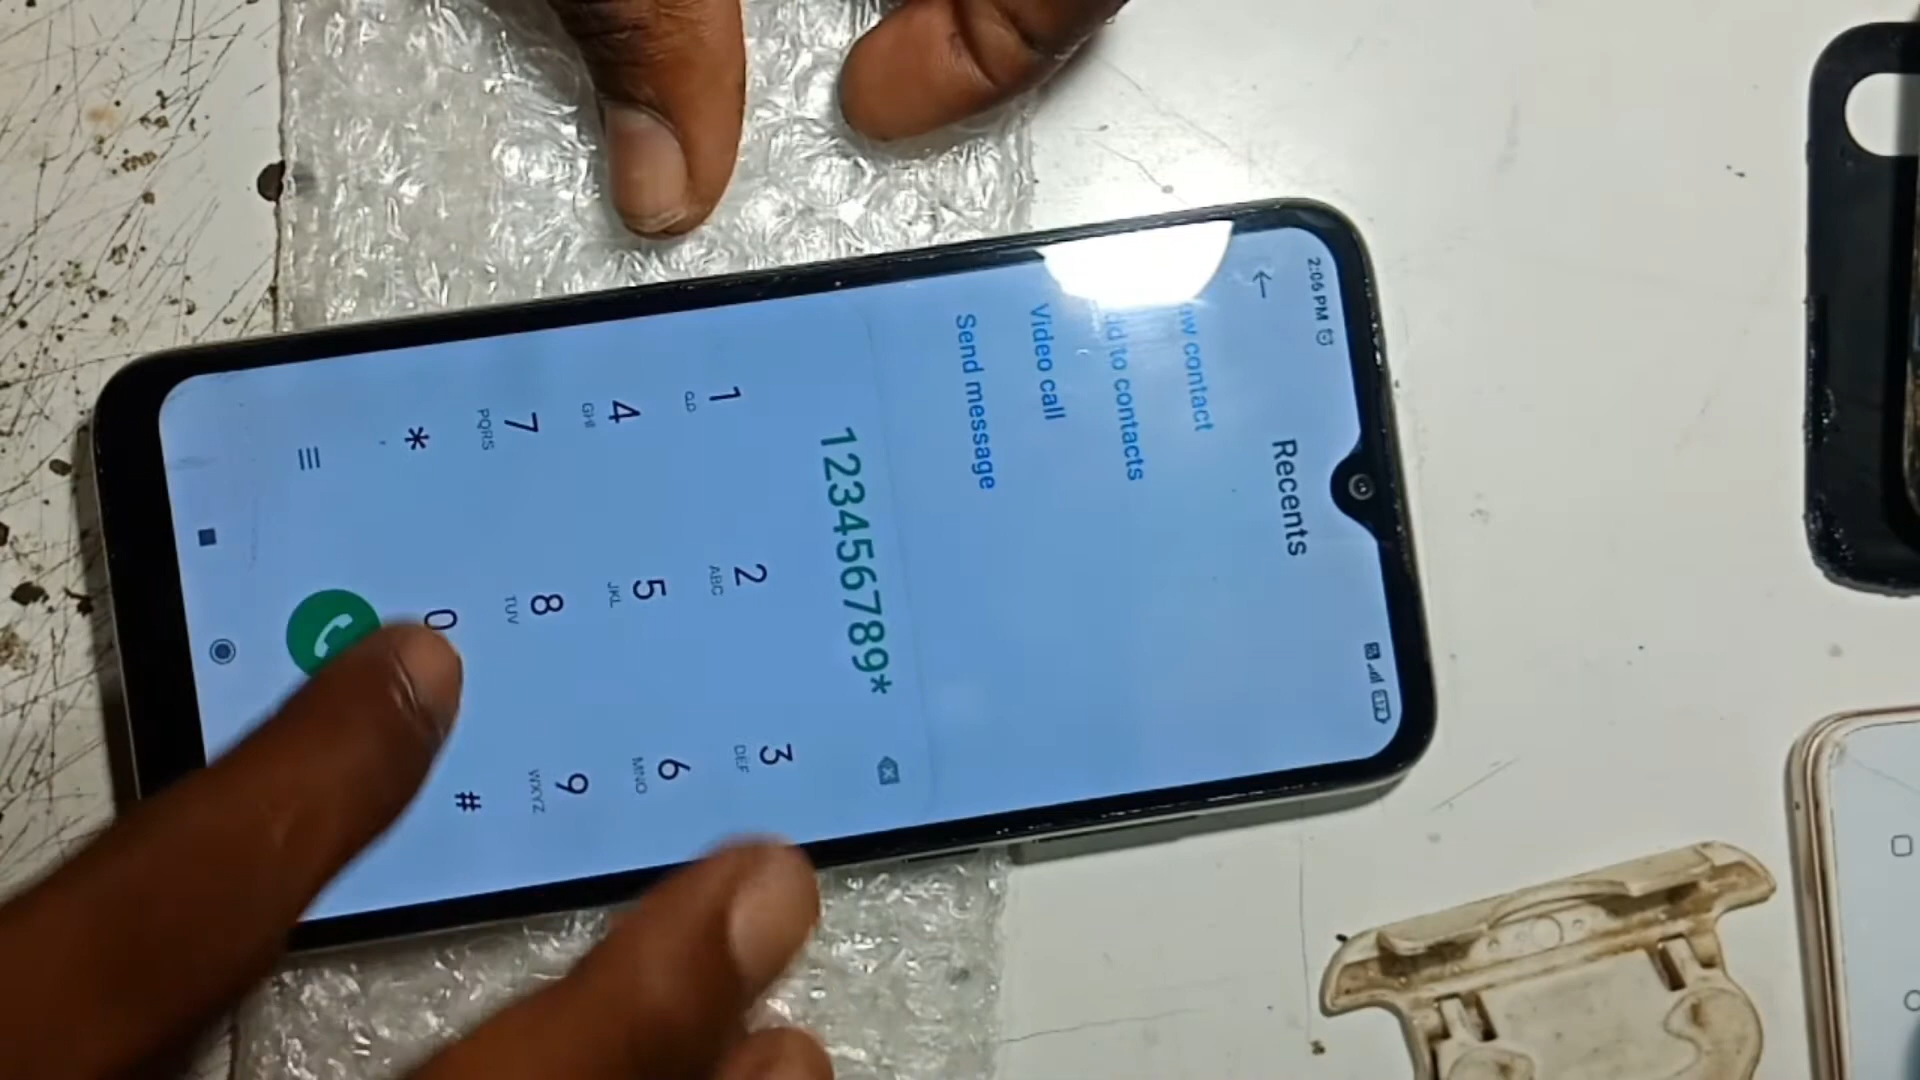 2:06 PM
Recents
contact
to contacts
Video call
Send message
123456789*
1 2 ABC 3 DEF
4 GHI 5 JKL 6 MNO
7 PQRS 8 TUV 9 WXYZ
* 0 #